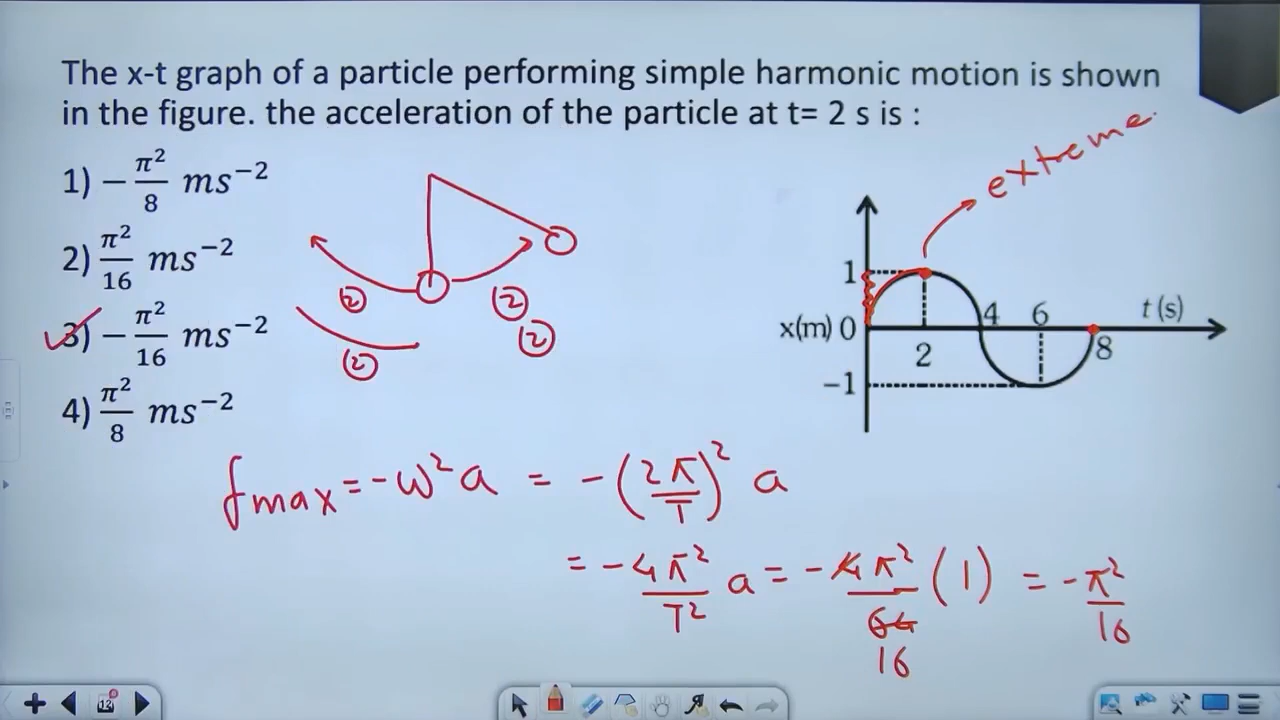 The x-t graph of a particle performing simple harmonic motion is shown
in the figure. the acceleration of the particle at t= 2 s is :
1) −π²/8 ms⁻²
2) π²/16 ms⁻²
3) −π²/16 ms⁻²
4) π²/8 ms⁻²
2
2
2
2
extreme
1
x(m) 0
−1
2
4
6
8
t (s)
fmax = -ω²a = -(2π/T)² a
= -4π²/T² a = -4π²/64 (1) = -π²/16
16
12